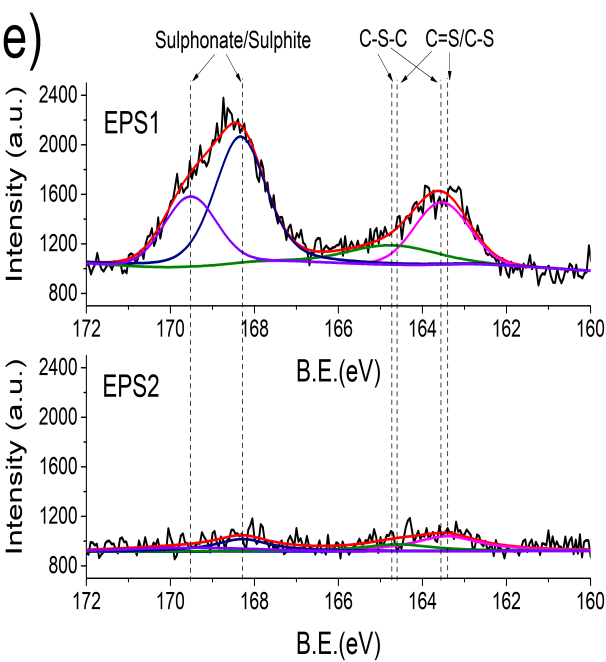 e)
Sulphonate/Sulphite C-S-C C=S/C-S
EPS1
Intensity (a.u.)
2400
2000
1600
1200
800
172 170 168 166 164 162 160
B.E.(eV)
EPS2
Intensity (a.u.)
2400
2000
1600
1200
800
172 170 168 166 164 162 160
B.E.(eV)